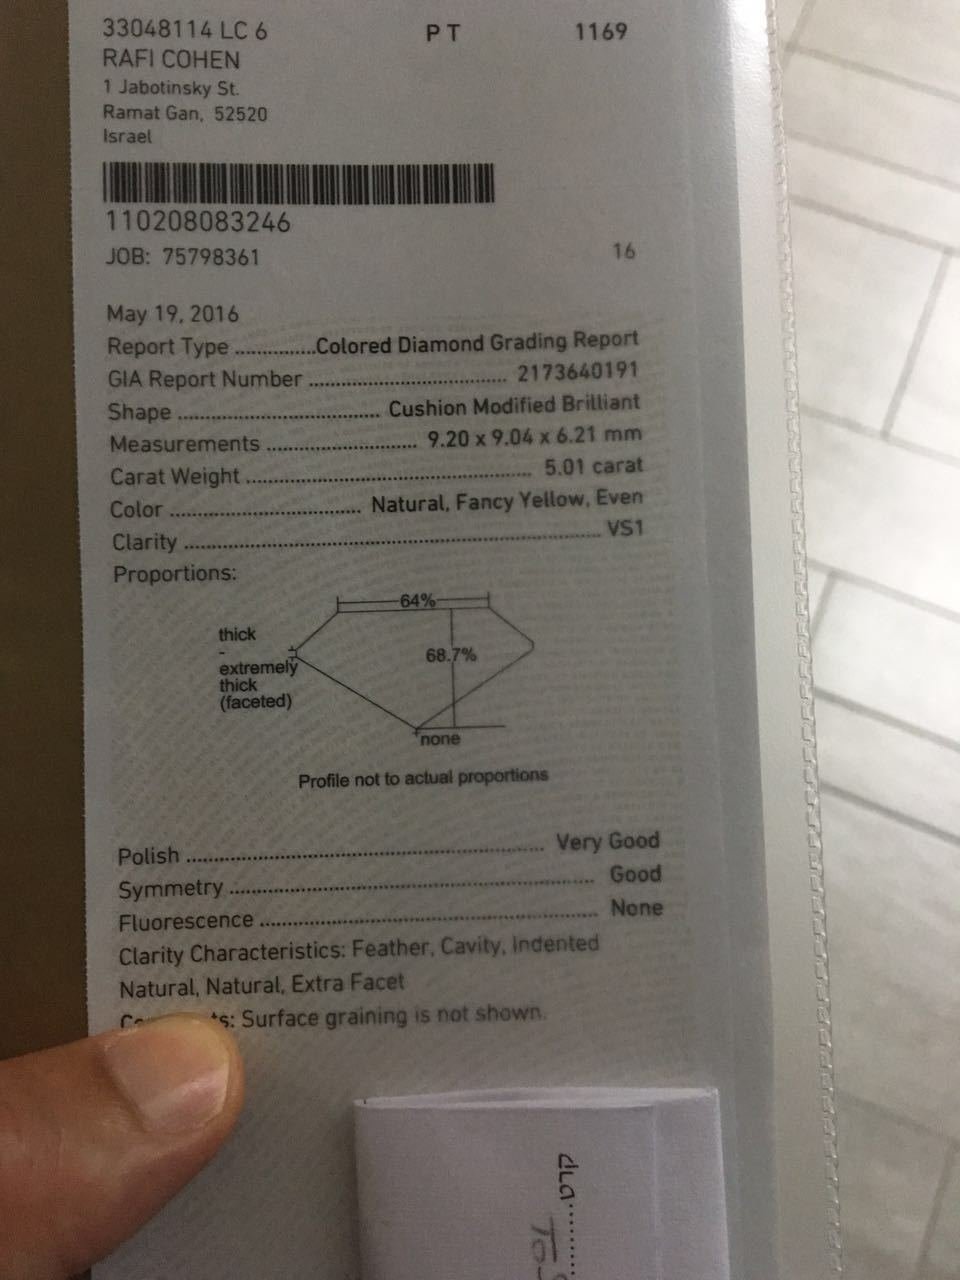 33048114 LC 6 PT 1169
RAFI COHEN
1 Jabotinsky St.
Ramat Gan, 52520
Israel
110208083246
JOB: 75798361 16
May 19, 2016
Report Type ...............Colored Diamond Grading Report
GIA Report Number ..................................... 2173640191
Shape ..................................... Cushion Modified Brilliant
Measurements ............................ 9.20 x 9.04 x 6.21 mm
Carat Weight ..................................................... 5.01 carat
Color ................................... Natural, Fancy Yellow, Even
Clarity ............................................................................ VS1
Proportions:
64%
thick
-
extremely
thick
(faceted)
68.7%
none
Profile not to actual proportions
Polish ................................................................ Very Good
Symmetry ................................................................... Good
Fluorescence .............................................................. None
Clarity Characteristics: Feather, Cavity, Indented
Natural, Natural, Extra Facet
Surface graining is not shown.